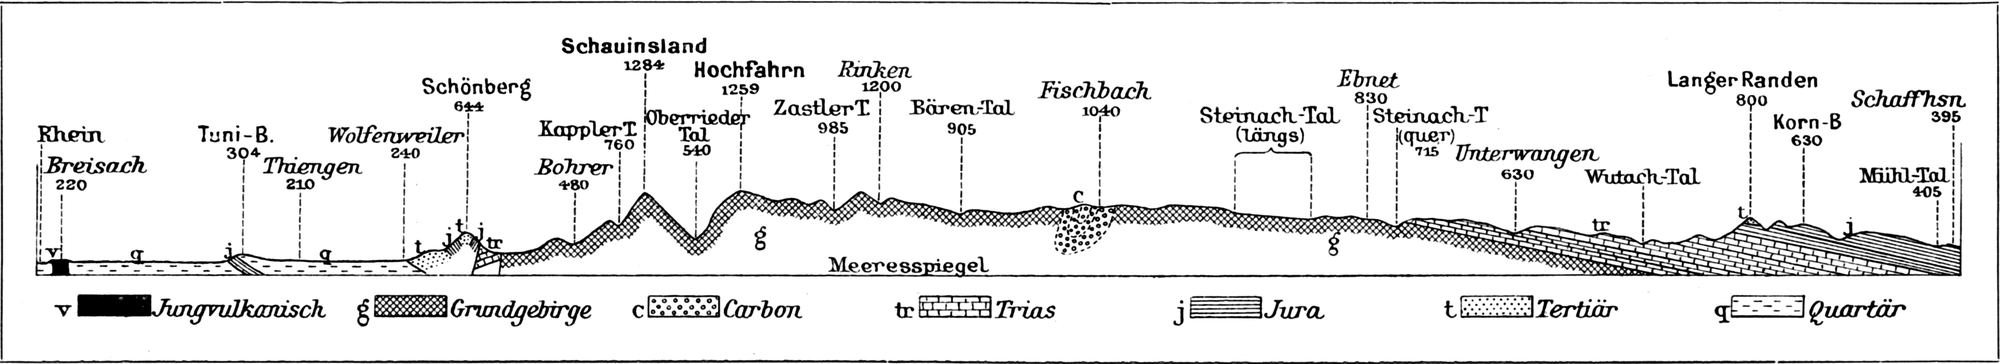 Rhein
Breisach
220
Tuni-B.
304
Thiengen
210
Wolfenweiler
240
Schönberg
644
Bohrer
480
Kappler T.
760
Schauinsland
1284
Oberrieder
Tal
540
Hochfahrn
1259
Zastler T.
985
Rinken
1200
Bären-Tal
905
Fischbach
1040
Steinach-Tal
(längs)
Ebnet
830
Steinach-T
(quer)
715
Unterwangen
630
Wutach-Tal
Langer Randen
800
Korn-B
630
Schaffhsn
395
Mühl-Tal
405
v
q
j
q
t
j
t
j
tr
g
c
g
tr
t
j
Meeresspiegel
v Jungvulkanisch
g Grundgebirge
c Carbon
tr Trias
j Jura
t Tertiär
q Quartär